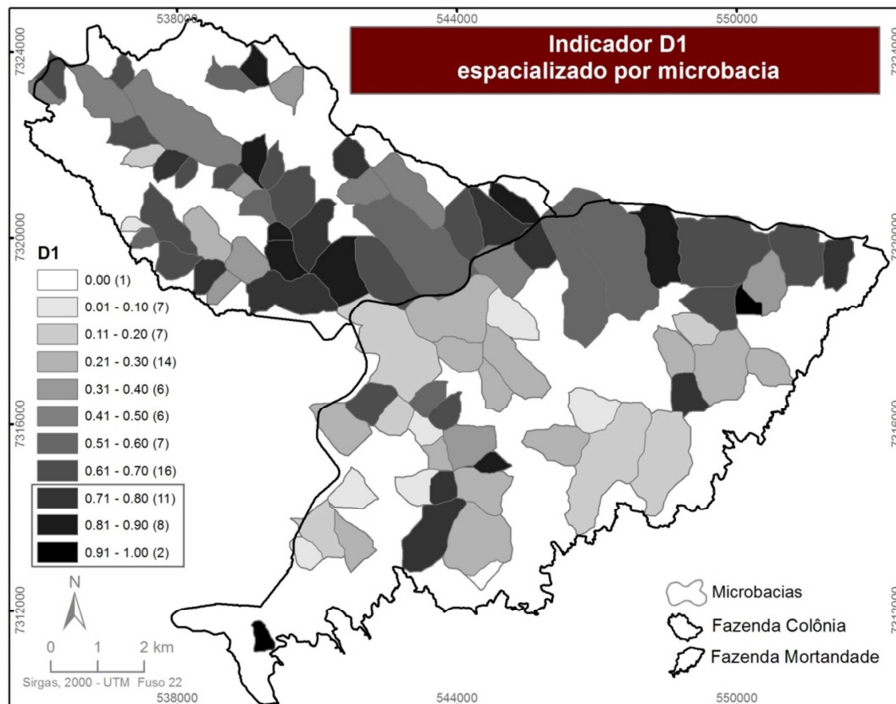 538000
544000
550000
7324000
7324000
Indicador D1
espacializado por microbacia
7320000
7320000
D1
0.00 (1)
0.01 - 0.10 (7)
0.11 - 0.20 (7)
0.21 - 0.30 (14)
0.31 - 0.40 (6)
0.41 - 0.50 (6)
0.51 - 0.60 (7)
0.61 - 0.70 (16)
0.71 - 0.80 (11)
0.81 - 0.90 (8)
0.91 - 1.00 (2)
7316000
7316000
N
0 1 2 km
Sirgas, 2000 - UTM Fuso 22
7312000
7312000
Microbacias
Fazenda Colônia
Fazenda Mortandade
538000
544000
550000